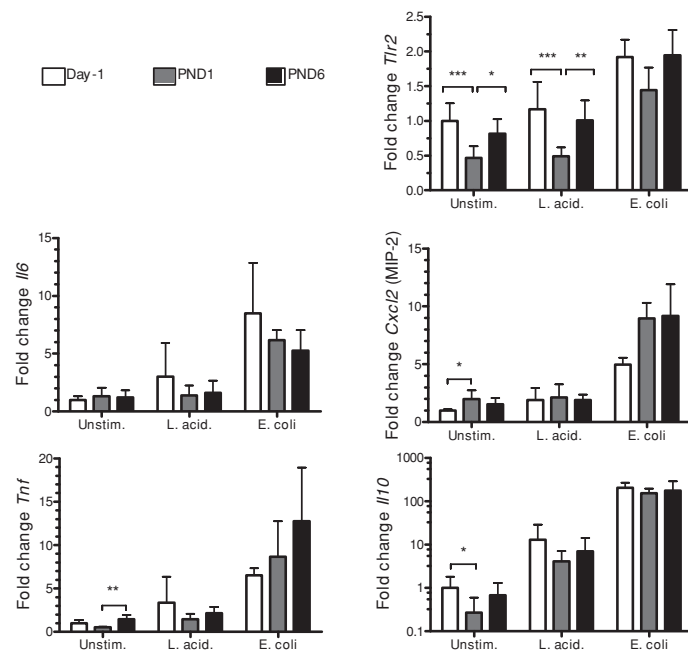 Day-1 PND1 PND6
Fold change Tlr2
2.5
2.0
1.5
1.0
0.5
0.0
*** * *** **
Unstim. L. acid. E. coli
Fold change Il6
15
10
5
0
Unstim. L. acid. E. coli
Fold change Cxcl2 (MIP-2)
15
10
5
0
*
Unstim. L. acid. E. coli
Fold change Tnf
20
15
10
5
0
**
Unstim. L. acid. E. coli
Fold change Il10
1000
100
10
1
0.1
*
Unstim. L. acid. E. coli